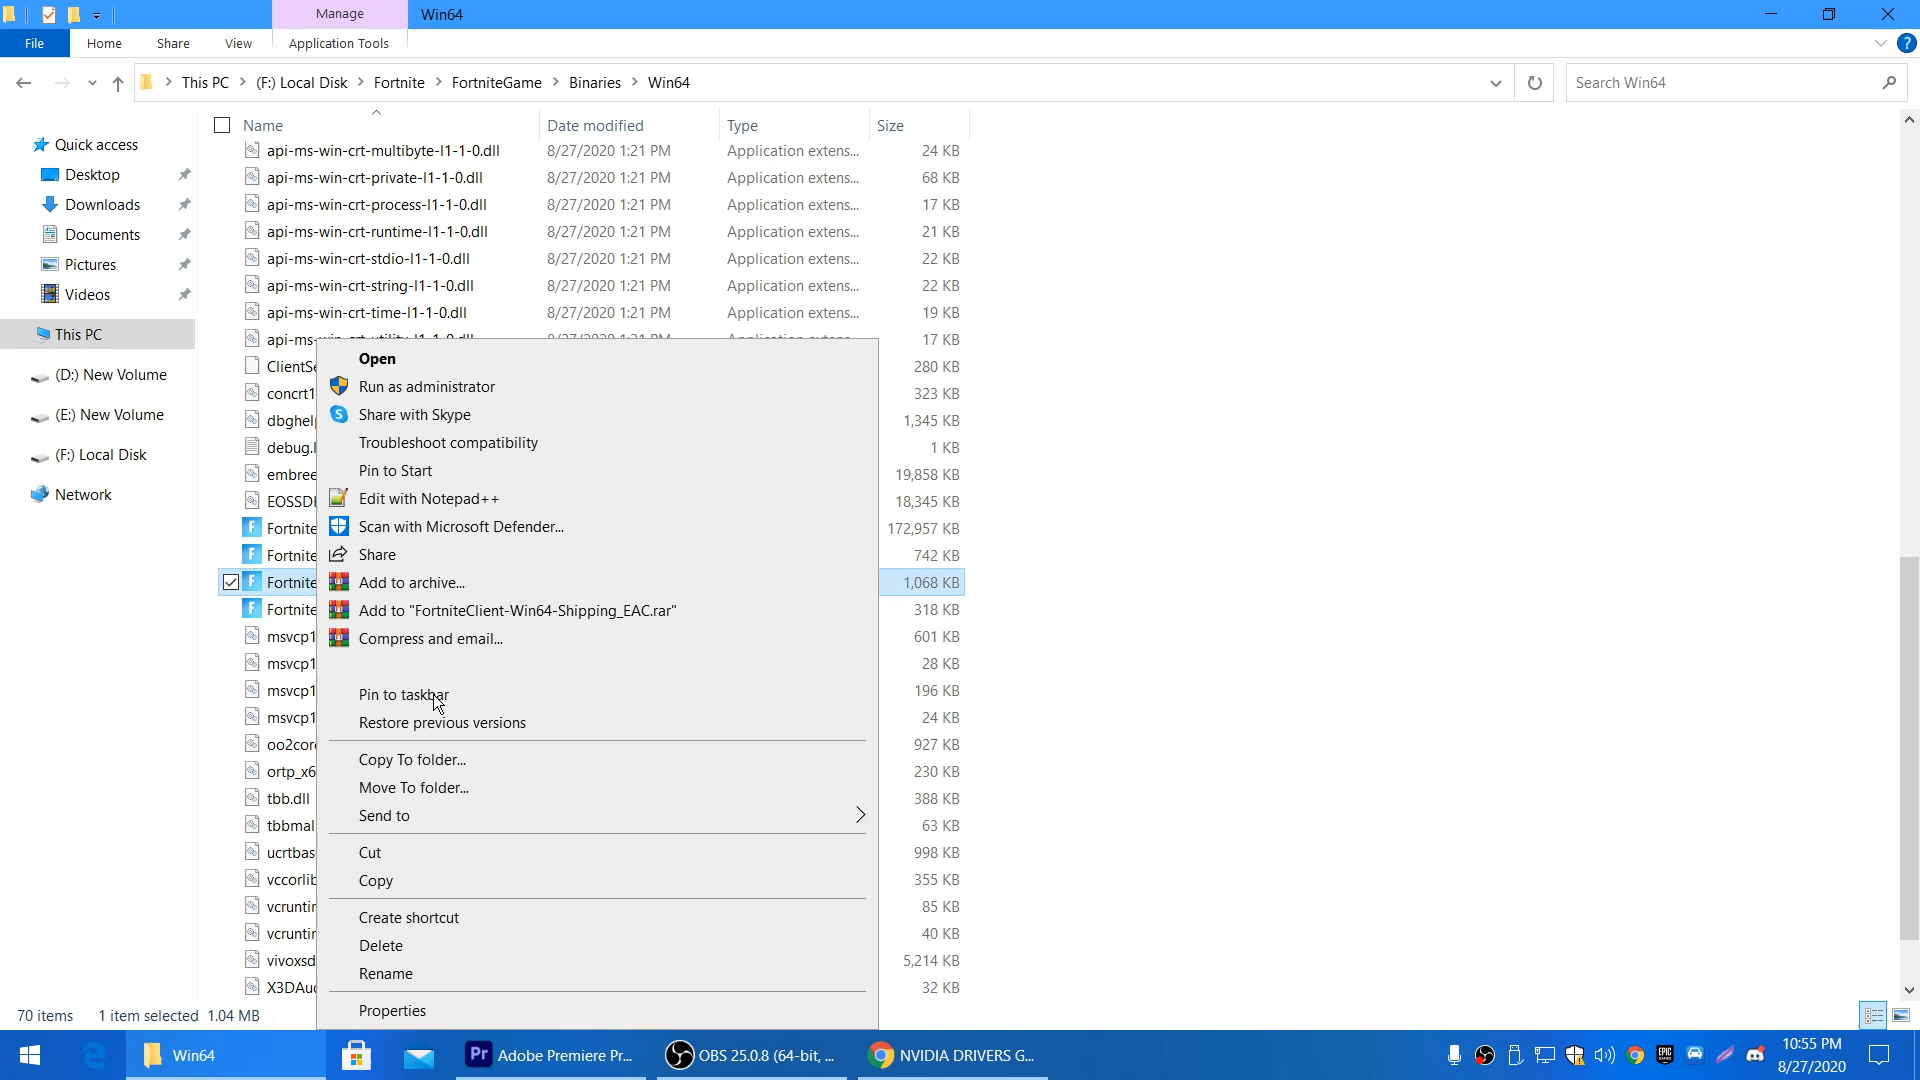 Manage
Win64
File
Home
Share
View
Application Tools
?
This PC
(F:) Local Disk
Fortnite
FortniteGame
Binaries
Win64
Search Win64
Name
Date modified
Type
Size
Quick access
Desktop
Downloads
Documents
Pictures
Videos
This PC
(D:) New Volume
(E:) New Volume
(F:) Local Disk
Network
api-ms-win-crt-multibyte-l1-1-0.dll 8/27/2020 1:21 PM Application extens... 24 KB
api-ms-win-crt-private-l1-1-0.dll 8/27/2020 1:21 PM Application extens... 68 KB
api-ms-win-crt-process-l1-1-0.dll 8/27/2020 1:21 PM Application extens... 17 KB
api-ms-win-crt-runtime-l1-1-0.dll 8/27/2020 1:21 PM Application extens... 21 KB
api-ms-win-crt-stdio-l1-1-0.dll 8/27/2020 1:21 PM Application extens... 22 KB
api-ms-win-crt-string-l1-1-0.dll 8/27/2020 1:21 PM Application extens... 22 KB
api-ms-win-crt-time-l1-1-0.dll 8/27/2020 1:21 PM Application extens... 19 KB
api-ms-win-crt-utility-l1-1-0.dll 8/27/2020 1:21 PM Application extens... 17 KB
ClientSe 280 KB
concrt1 323 KB
dbghel 1,345 KB
debug.l 1 KB
embree 19,858 KB
EOSSD 18,345 KB
Fortnite 172,957 KB
Fortnite 742 KB
Fortnite 1,068 KB
Fortnite 318 KB
msvcp1 601 KB
msvcp1 28 KB
msvcp1 196 KB
msvcp1 24 KB
oo2cor 927 KB
ortp_x6 230 KB
tbb.dll 388 KB
tbbmal 63 KB
ucrtbas 998 KB
vccorlib 355 KB
vcruntir 85 KB
vcruntir 40 KB
vivoxsd 5,214 KB
X3DAud 32 KB
Open
Run as administrator
Share with Skype
Troubleshoot compatibility
Pin to Start
Edit with Notepad++
Scan with Microsoft Defender...
Share
Add to archive...
Add to "FortniteClient-Win64-Shipping_EAC.rar"
Compress and email...
Pin to taskbar
Restore previous versions
Copy To folder...
Move To folder...
Send to
Cut
Copy
Create shortcut
Delete
Rename
Properties
70 items 1 item selected 1.04 MB
Win64
Pr Adobe Premiere Pr...
OBS 25.0.8 (64-bit, ...
NVIDIA DRIVERS G...
EPIC
10:55 PM
8/27/2020